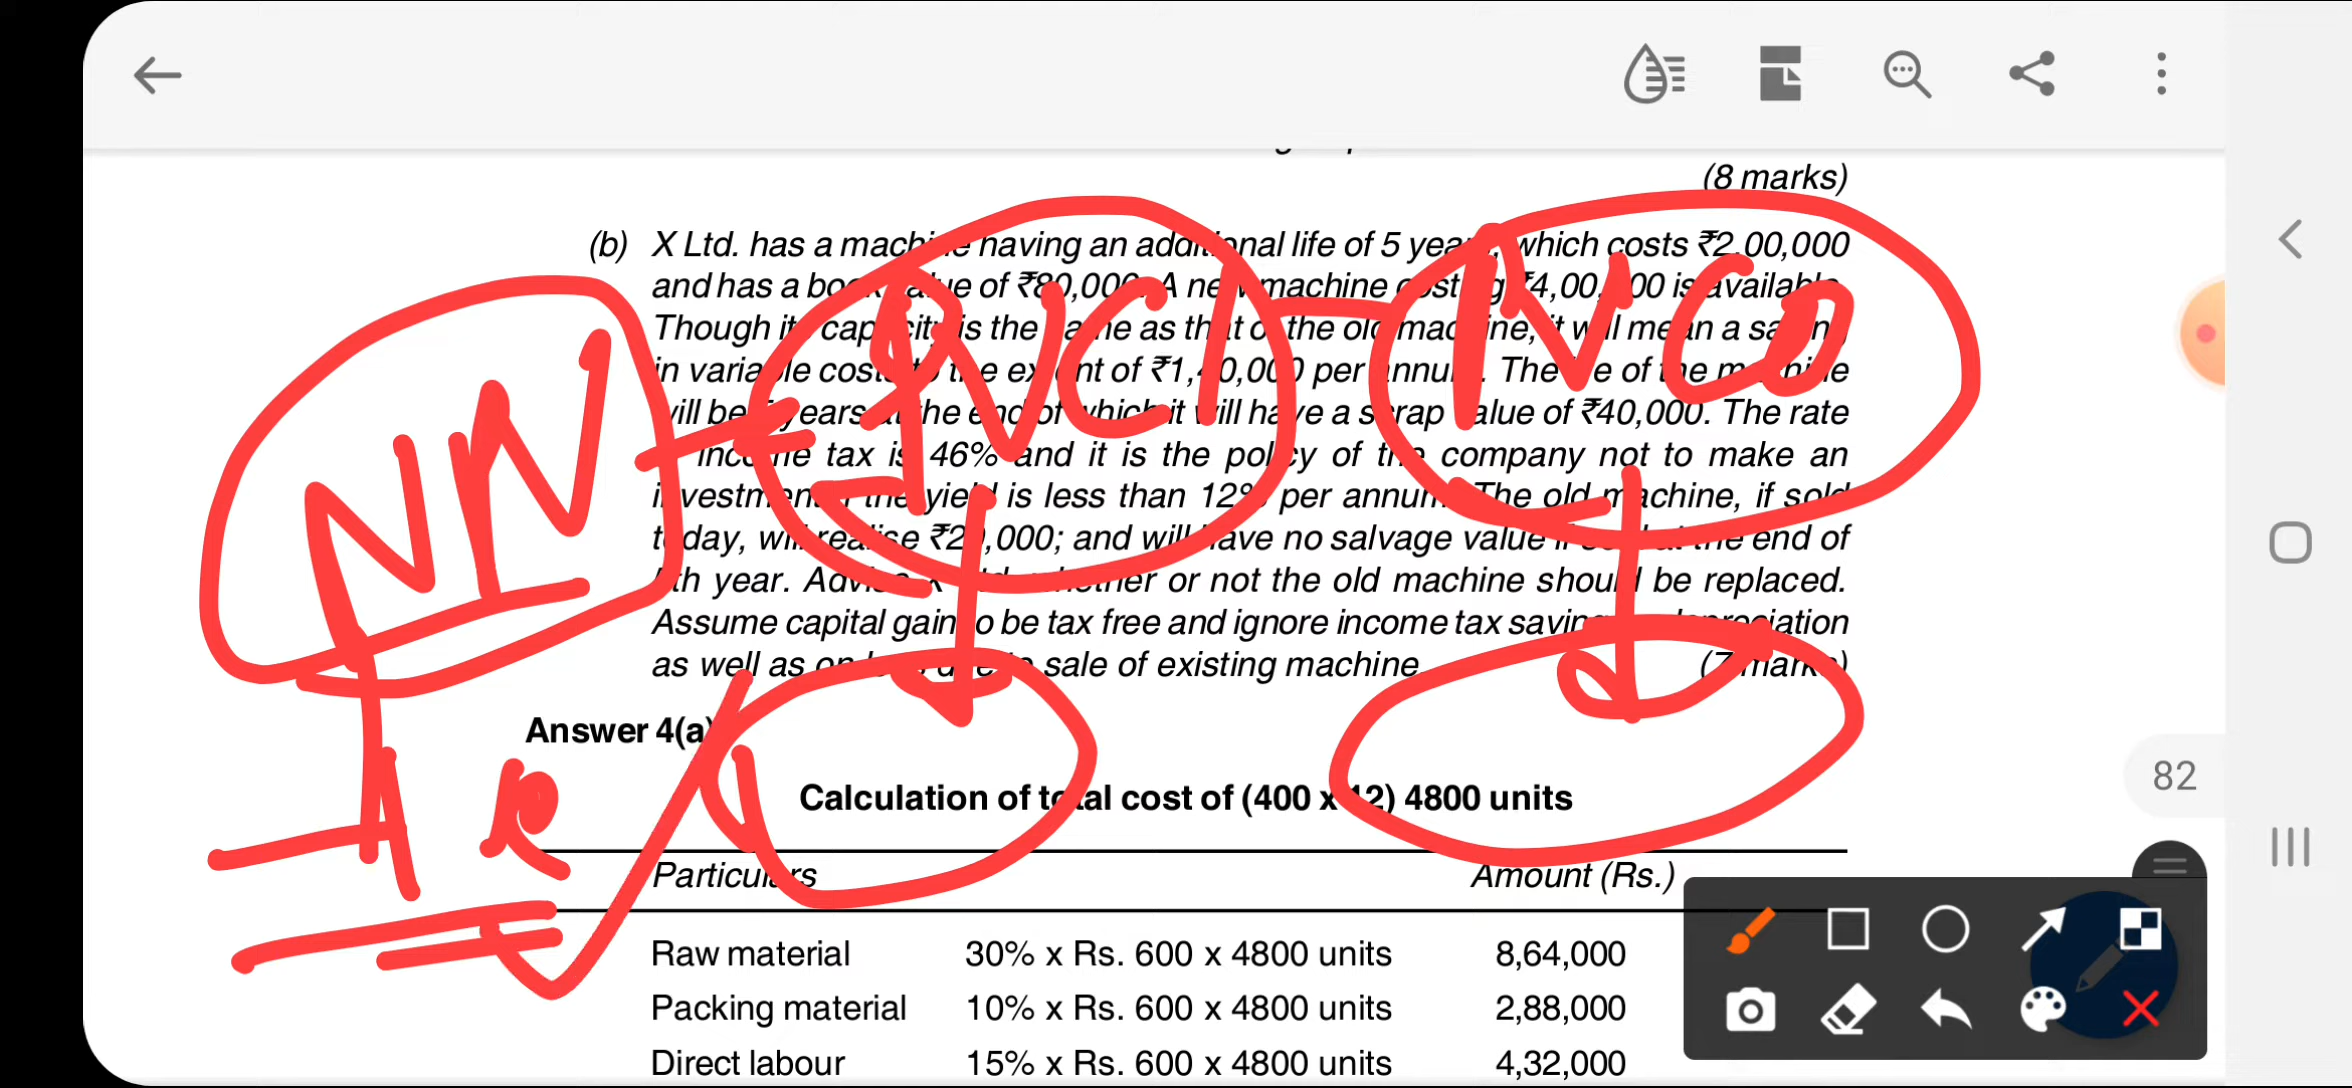 (8 marks)
(b) X Ltd. has a machine having an additional life of 5 years, which costs ₹2,00,000
and has a book value of ₹80,000. A new machine costing ₹4,00,000 is available.
Though its capacity is the same as that of the old machine, it will mean a saving
in variable costs to the extent of ₹1,40,000 per annum. The life of the machine
will be 5 years at the end of which it will have a scrap value of ₹40,000. The rate
income tax is 46% and it is the policy of the company not to make an
investment if the yield is less than 12% per annum. The old machine, if sold
today, will realise ₹20,000; and will have no salvage value if sold at the end of
5th year. Advise X Ltd. whether or not the old machine should be replaced.
Assume capital gain to be tax free and ignore income tax saving on depreciation
as well as on loss due to sale of existing machine. (7 marks)
NPV = PVCI - PVCO
Answer 4(a)
Calculation of total cost of (400 x 12) 4800 units
Particulars Amount (Rs.)
Raw material 30% x Rs. 600 x 4800 units 8,64,000
Packing material 10% x Rs. 600 x 4800 units 2,88,000
Direct labour 15% x Rs. 600 x 4800 units 4,32,000
82